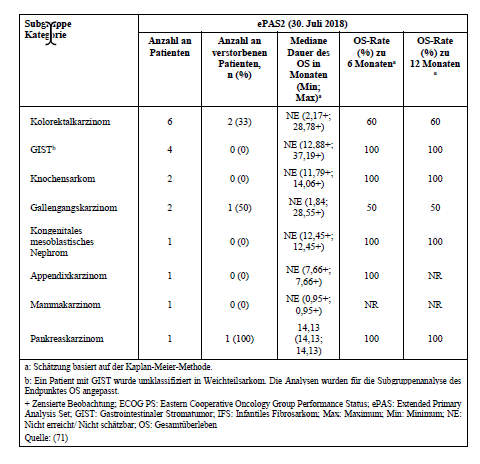 Subgruppe
Kategorie
ePAS2 (30. Juli 2018)
Anzahl an
Patienten
Anzahl an
verstorbenen
Patienten,
n (%)
Mediane
Dauer des
OS in
Monaten
(Min;
Max)ᵃ
OS-Rate
(%) zu
6 Monatenᵃ
OS-Rate
(%) zu
12 Monaten
ᵃ
Kolorektalkarzinom 6 2 (33) NE (2,17+;
28,78+) 60 60
GISTᵇ 4 0 (0) NE (12,88+;
37,19+) 100 100
Knochensarkom 2 0 (0) NE (11,79+;
14,06+) 100 100
Gallengangskarzinom 2 1 (50) NE (1,84;
28,55+) 50 50
Kongenitales
mesoblastisches
Nephrom 1 0 (0) NE (12,45+;
12,45+) 100 100
Appendixkarzinom 1 0 (0) NE (7,66+;
7,66+) 100 NR
Mammakarzinom 1 0 (0) NE (0,95+;
0,95+) NR NR
Pankreaskarzinom 1 1 (100) 14,13
(14,13;
14,13) 100 100
a: Schätzung basiert auf der Kaplan-Meier-Methode.
b: Ein Patient mit GIST wurde umklassifiziert in Weichteilsarkom. Die Analysen wurden für die Subgruppenanalyse des
Endpunktes OS angepasst.
+ Zensierte Beobachtung; ECOG PS: Eastern Cooperative Oncology Group Performance Status; ePAS: Extended Primary
Analysis Set; GIST: Gastrointestinaler Stromatumor; IFS: Infantiles Fibrosarkom; Max: Maximum; Min: Minimum; NE:
Nicht erreicht/ Nicht schätzbar; OS: Gesamtüberleben
Quelle: (71)